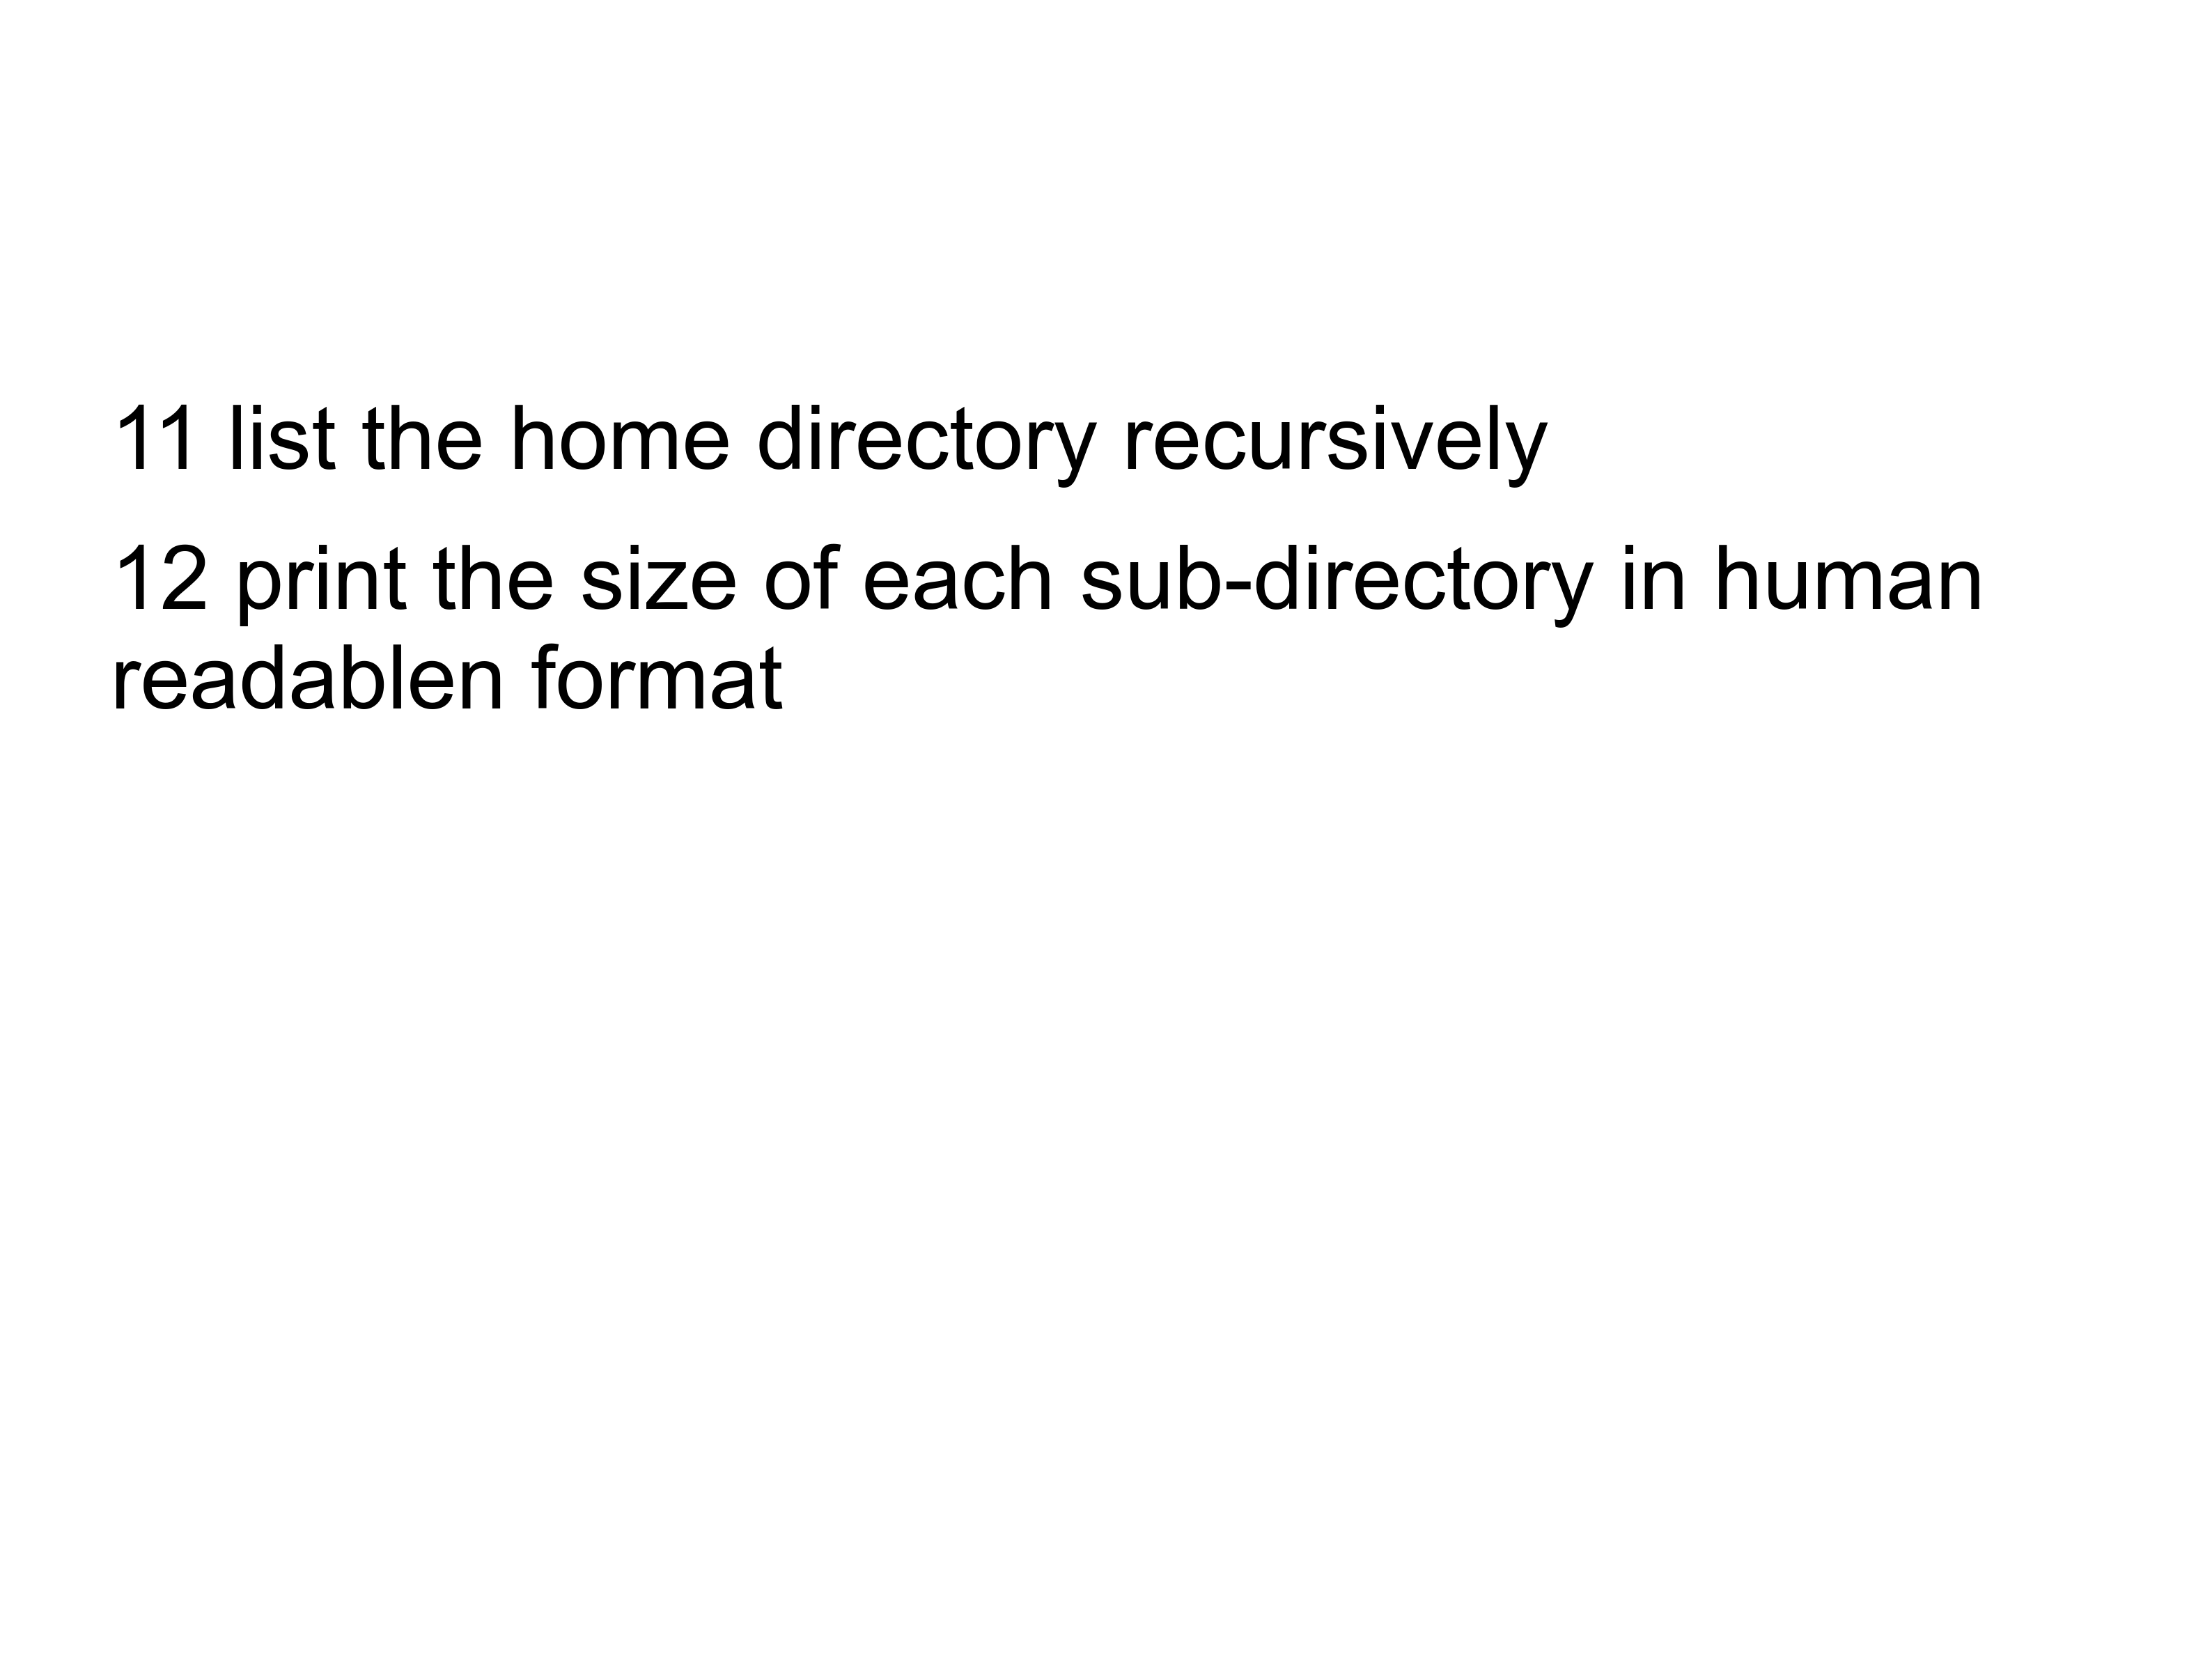 11 list the home directory recursively
12 print the size of each sub-directory in human
readablen format